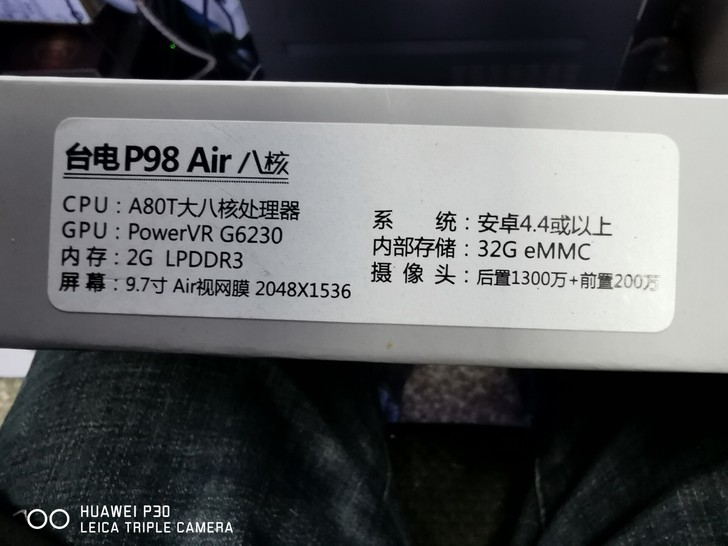 台电P98 Air 八核
CPU：A80T大八核处理器
GPU：PowerVR G6230
内存：2G LPDDR3
屏幕：9.7寸 Air视网膜 2048X1536
系 统：安卓4.4或以上
内部存储：32G eMMC
摄 像 头：后置1300万+前置200万
HUAWEI P30
LEICA TRIPLE CAMERA